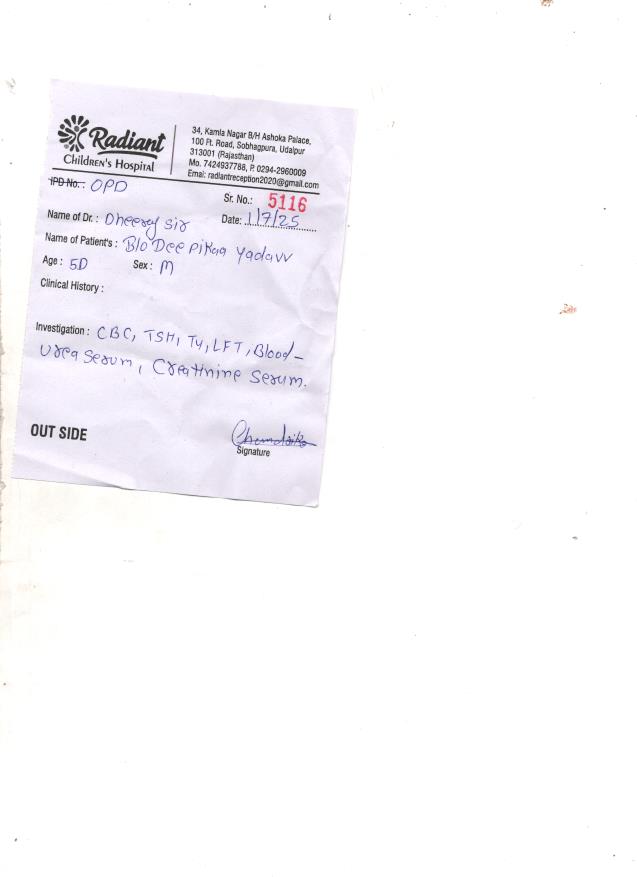 Radiant
Children's Hospital
34, Kamla Nagar B/H Ashoka Palace,
100 Ft. Road, Sobhagpura, Udaipur
313001 (Rajasthan)
Mo. 7424937788, P. 0294-2960009
Emai: radiantreception2020@gmail.com
IPD No. : OPD
Sr. No.: 5116
Name of Dr. : Dheeraj Sir
Date: 1/7/25
Name of Patient's : B/o Deepikaa Yadavv
Age : 5D Sex : M
Clinical History :
Investigation : CBC, TSH, T4, LFT, Blood-
Urea Serum, Creatinine Serum.
OUT SIDE
Signature